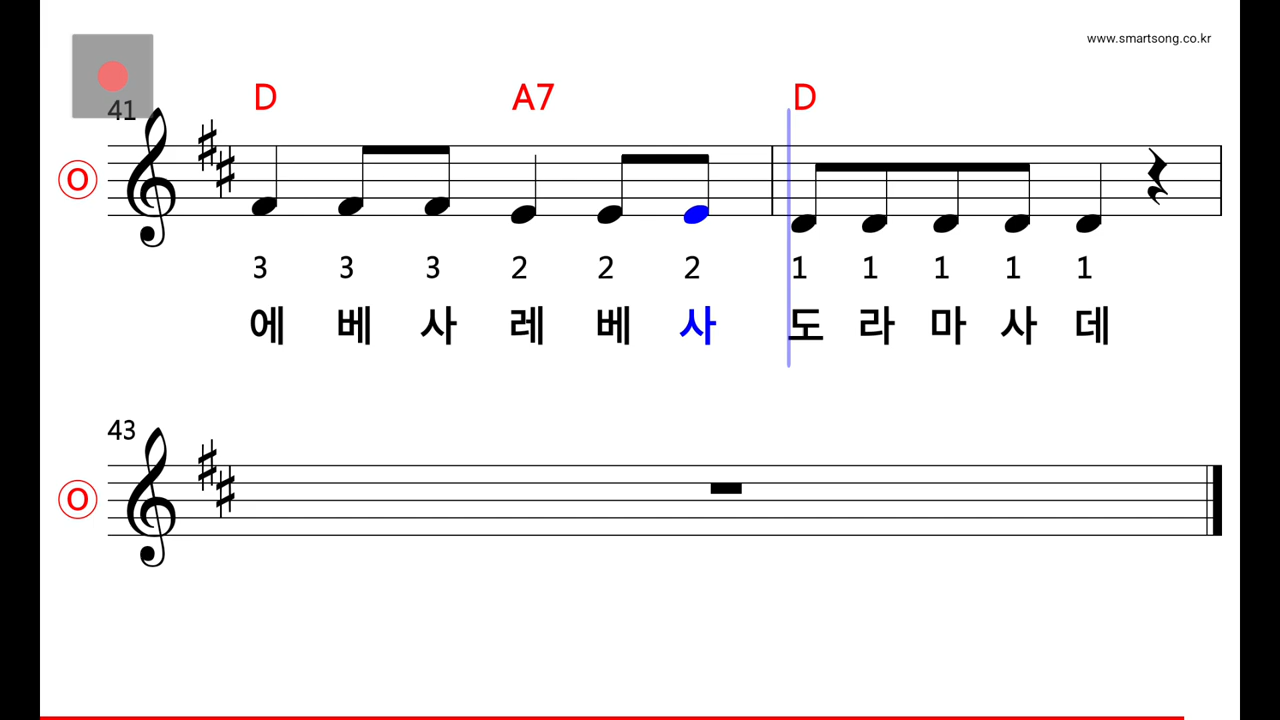 www.smartsong.co.kr
41
D A7 D
O
3 3 3 2 2 2 1 1 1 1 1
에 베 사 레 베 사 도 라 마 사 데
43
O